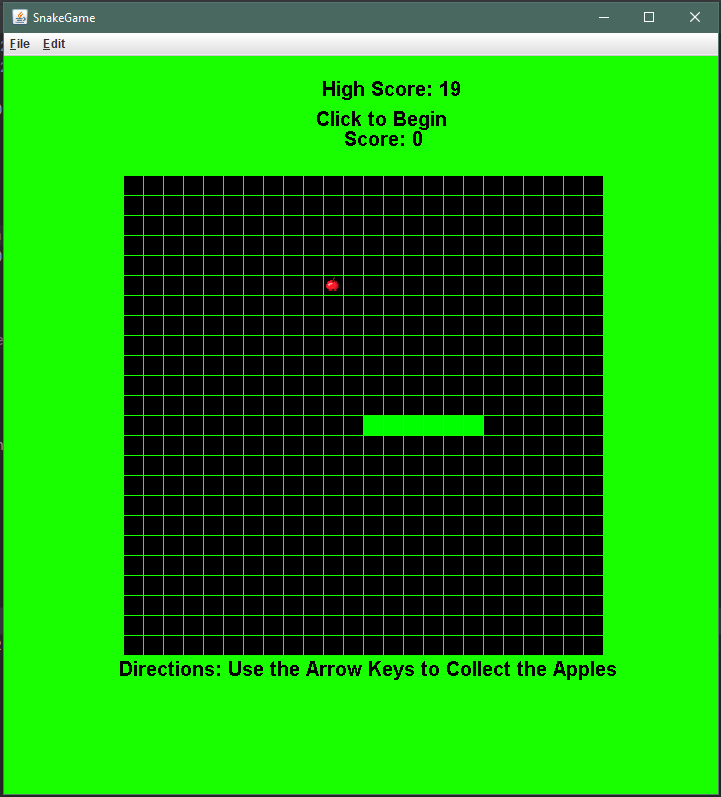 SnakeGame
File Edit
High Score: 19
Click to Begin
Score: 0
Directions: Use the Arrow Keys to Collect the Apples